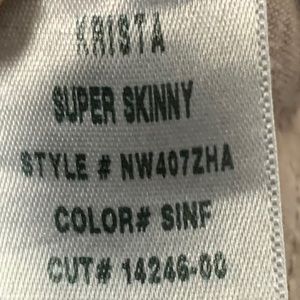 KRISTA
SUPER SKINNY
STYLE # NW407ZHA
COLOR# SINF
CUT# 14246-00